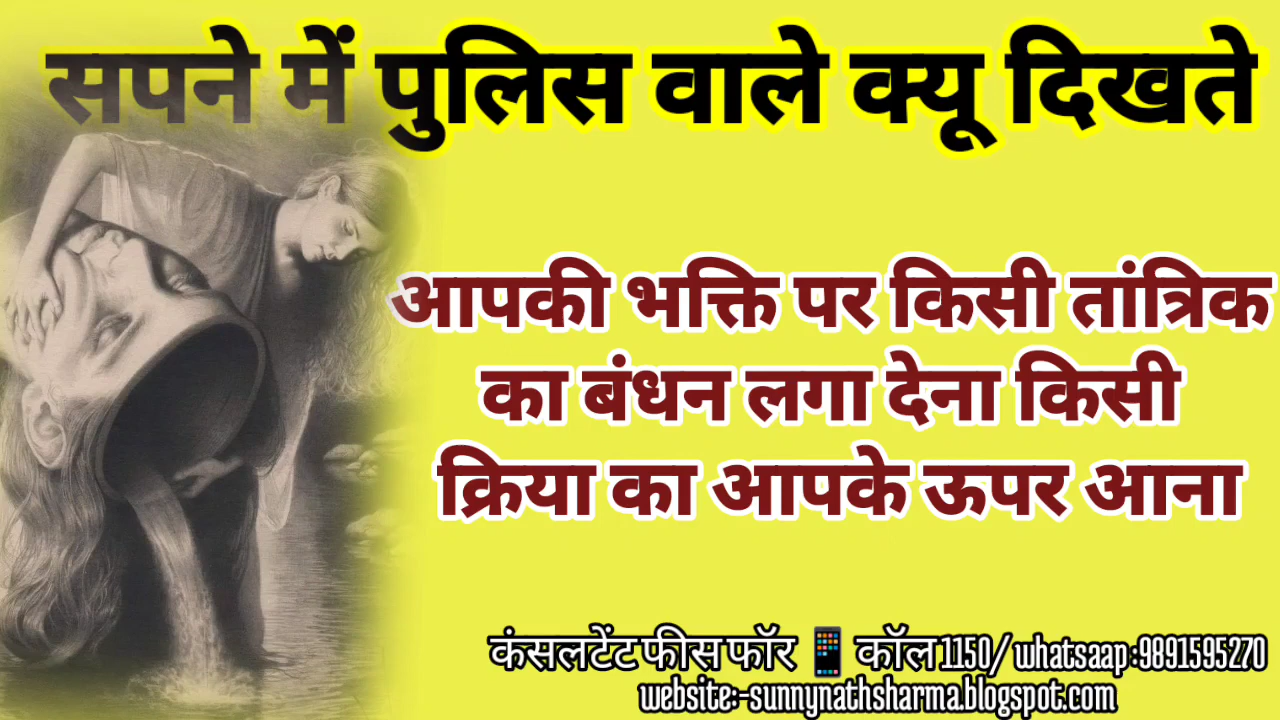 सपने में पुलिस वाले क्यू दिखते
आपकी भक्ति पर किसी तांत्रिक
का बंधन लगा देना किसी
क्रिया का आपके ऊपर आना
कंसलटेंट फीस फॉर 📱 कॉल 1150/ whatsaap :9891595270
website:-sunnynathsharma.blogspot.com